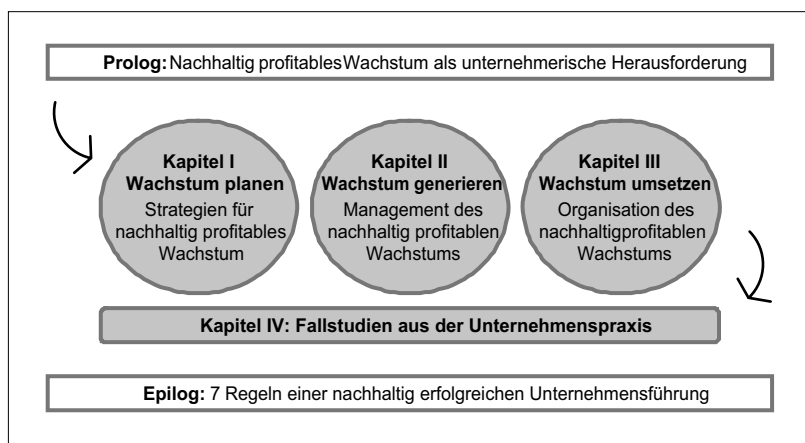 Prolog: Nachhaltig profitables Wachstum als unternehmerische Herausforderung
Kapitel I
Wachstum planen
Strategien für
nachhaltig profitables
Wachstum
Kapitel II
Wachstum generieren
Management des
nachhaltig profitablen
Wachstums
Kapitel III
Wachstum umsetzen
Organisation des
nachhaltigprofitablen
Wachstums
Kapitel IV: Fallstudien aus der Unternehmenspraxis
Epilog: 7 Regeln einer nachhaltig erfolgreichen Unternehmensführung